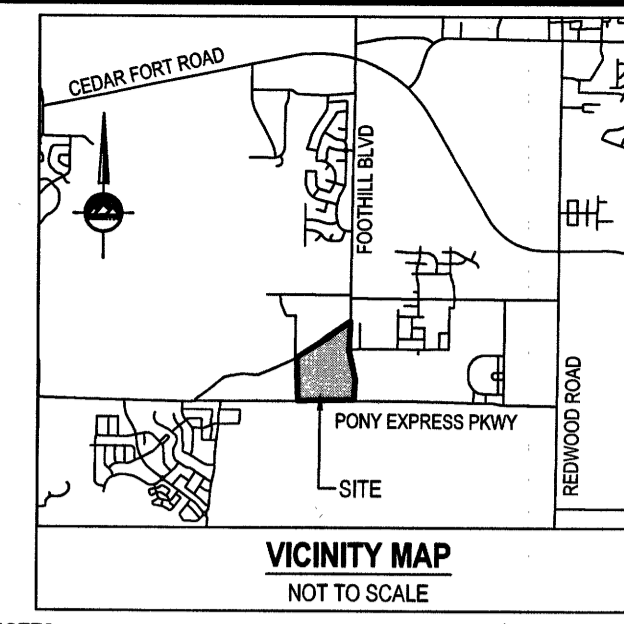 CEDAR FORT ROAD
FOOTHILL BLVD
REDWOOD ROAD
PONY EXPRESS PKWY
SITE
VICINITY MAP
NOT TO SCALE